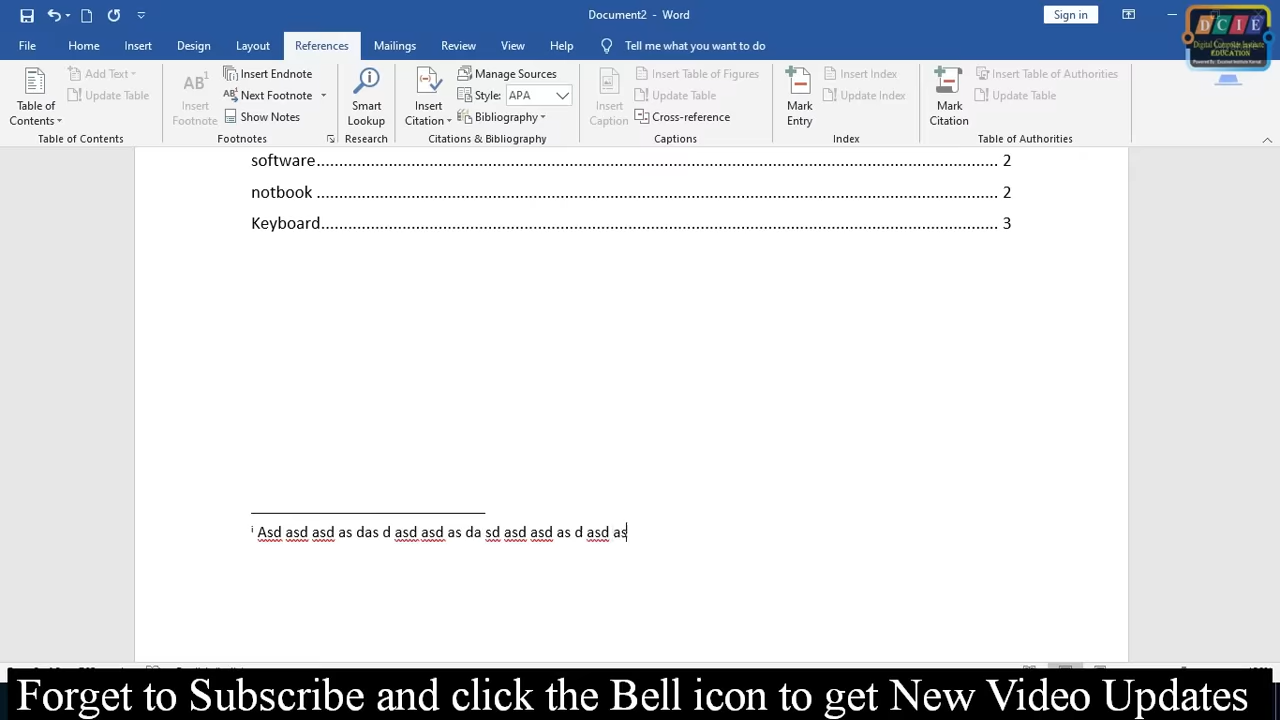 Document2 - Word
Sign in
File Home Insert Design Layout References Mailings Review View Help Tell me what you want to do
Table of Contents
Add Text
Update Table
Table of Contents
AB1 Insert Footnote
Insert Endnote
Next Footnote
Show Notes
Footnotes
Smart Lookup
Research
Insert Citation
Manage Sources
Style: APA
Bibliography
Citations & Bibliography
Insert Caption
Insert Table of Figures
Update Table
Cross-reference
Captions
Mark Entry
Insert Index
Update Index
Index
Mark Citation
Insert Table of Authorities
Update Table
Table of Authorities
DCIE
EDUCATION
software 2
notbook 2
Keyboard 3
i Asd asd asd as das d asd asd as da sd asd asd as d asd as
Forget to Subscribe and click the Bell icon to get New Video Updates